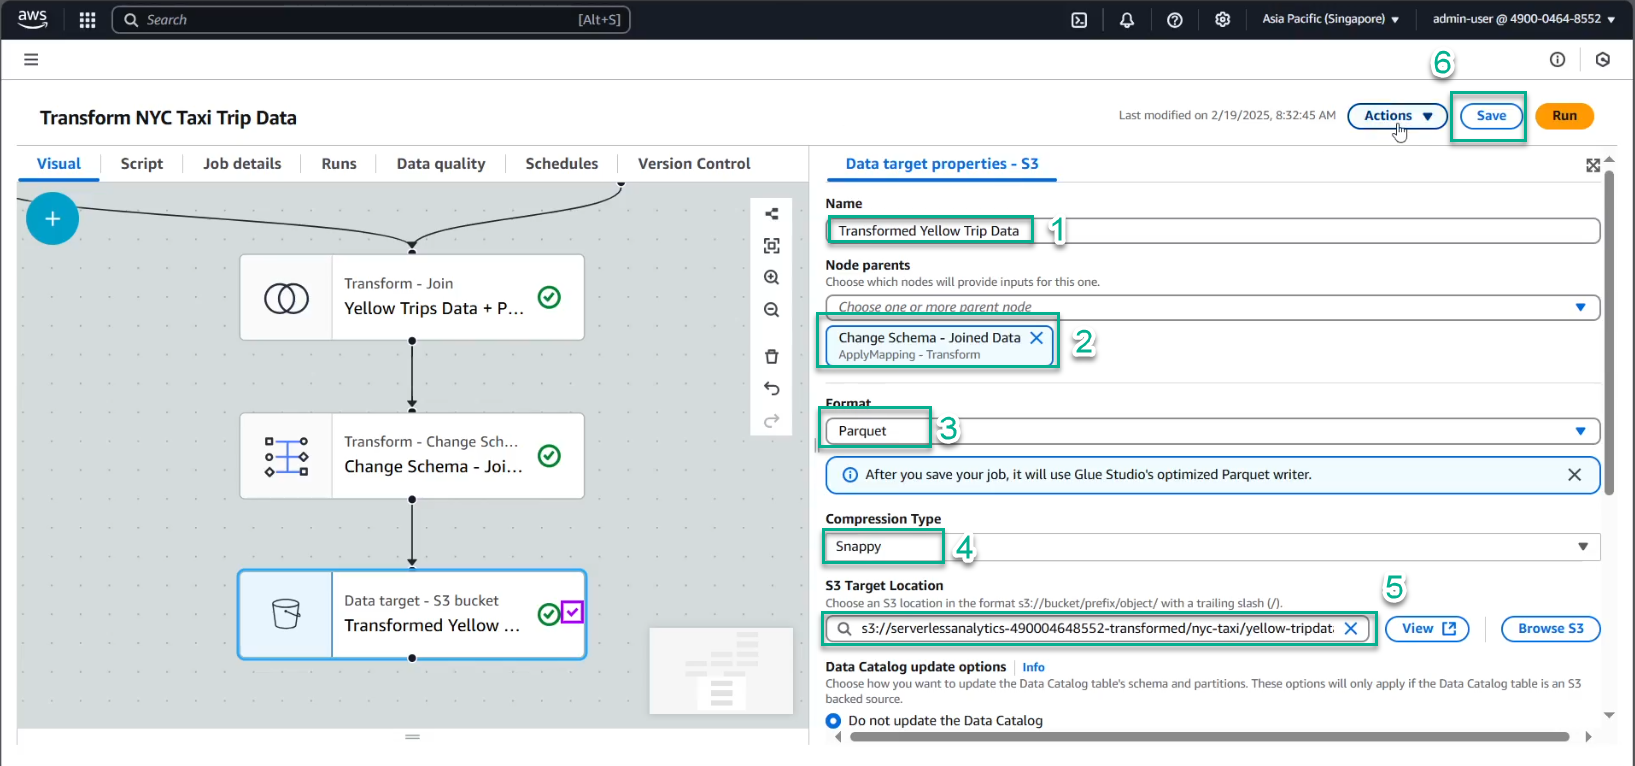 aws
Search
[Alt+S]
Asia Pacific (Singapore)
admin-user @ 4900-0464-8552
6
Transform NYC Taxi Trip Data
Last modified on 2/19/2025, 8:32:45 AM
Actions
Save
Run
Visual
Script
Job details
Runs
Data quality
Schedules
Version Control
Transform - Join
Yellow Trips Data + P...
Transform - Change Sch...
Change Schema - Joi...
Data target - S3 bucket
Transformed Yellow ...
Data target properties - S3
Name
Transformed Yellow Trip Data
1
Node parents
Choose which nodes will provide inputs for this one.
Choose one or more parent node
Change Schema - Joined Data
ApplyMapping - Transform
2
Format
Parquet
3
After you save your job, it will use Glue Studio's optimized Parquet writer.
Compression Type
Snappy
4
S3 Target Location
5
Choose an S3 location in the format s3://bucket/prefix/object/ with a trailing slash (/).
s3://serverlessanalytics-490004648552-transformed/nyc-taxi/yellow-tripdata
View
Browse S3
Data Catalog update options
Info
Choose how you want to update the Data Catalog table's schema and partitions. These options will only apply if the Data Catalog table is an S3
backed source.
Do not update the Data Catalog